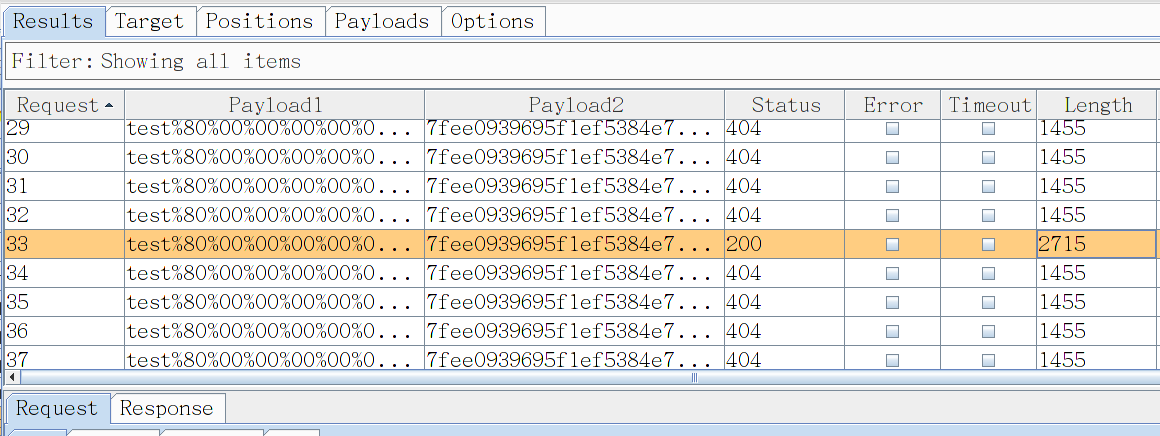 Results Target Positions Payloads Options
Filter: Showing all items
Request Payload1 Payload2 Status Error Timeout Length
29 test%80%00%00%00%00%0... 7fee0939695f1ef5384e7... 404 1455
30 test%80%00%00%00%00%0... 7fee0939695f1ef5384e7... 404 1455
31 test%80%00%00%00%00%0... 7fee0939695f1ef5384e7... 404 1455
32 test%80%00%00%00%00%0... 7fee0939695f1ef5384e7... 404 1455
33 test%80%00%00%00%00%0... 7fee0939695f1ef5384e7... 200 2715
34 test%80%00%00%00%00%0... 7fee0939695f1ef5384e7... 404 1455
35 test%80%00%00%00%00%0... 7fee0939695f1ef5384e7... 404 1455
36 test%80%00%00%00%00%0... 7fee0939695f1ef5384e7... 404 1455
37 test%80%00%00%00%00%0... 7fee0939695f1ef5384e7... 404 1455
Request Response